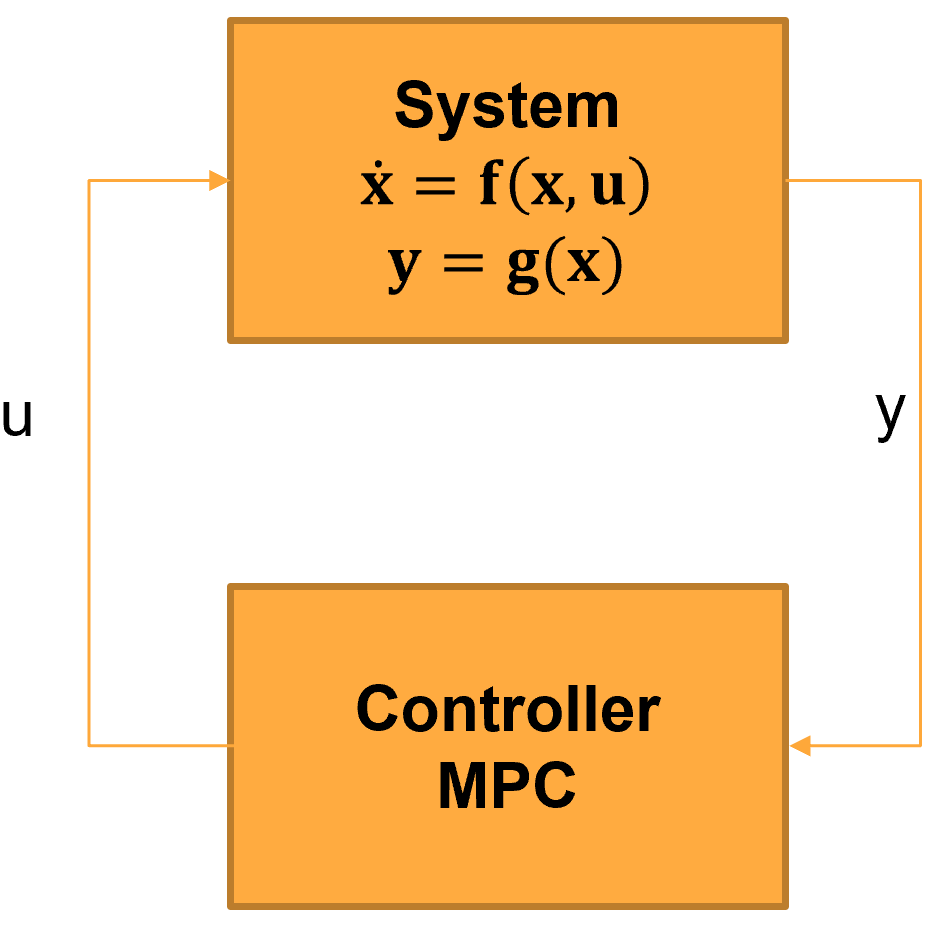 System
ẋ = f(x, u)
y = g(x)
u
y
Controller
MPC